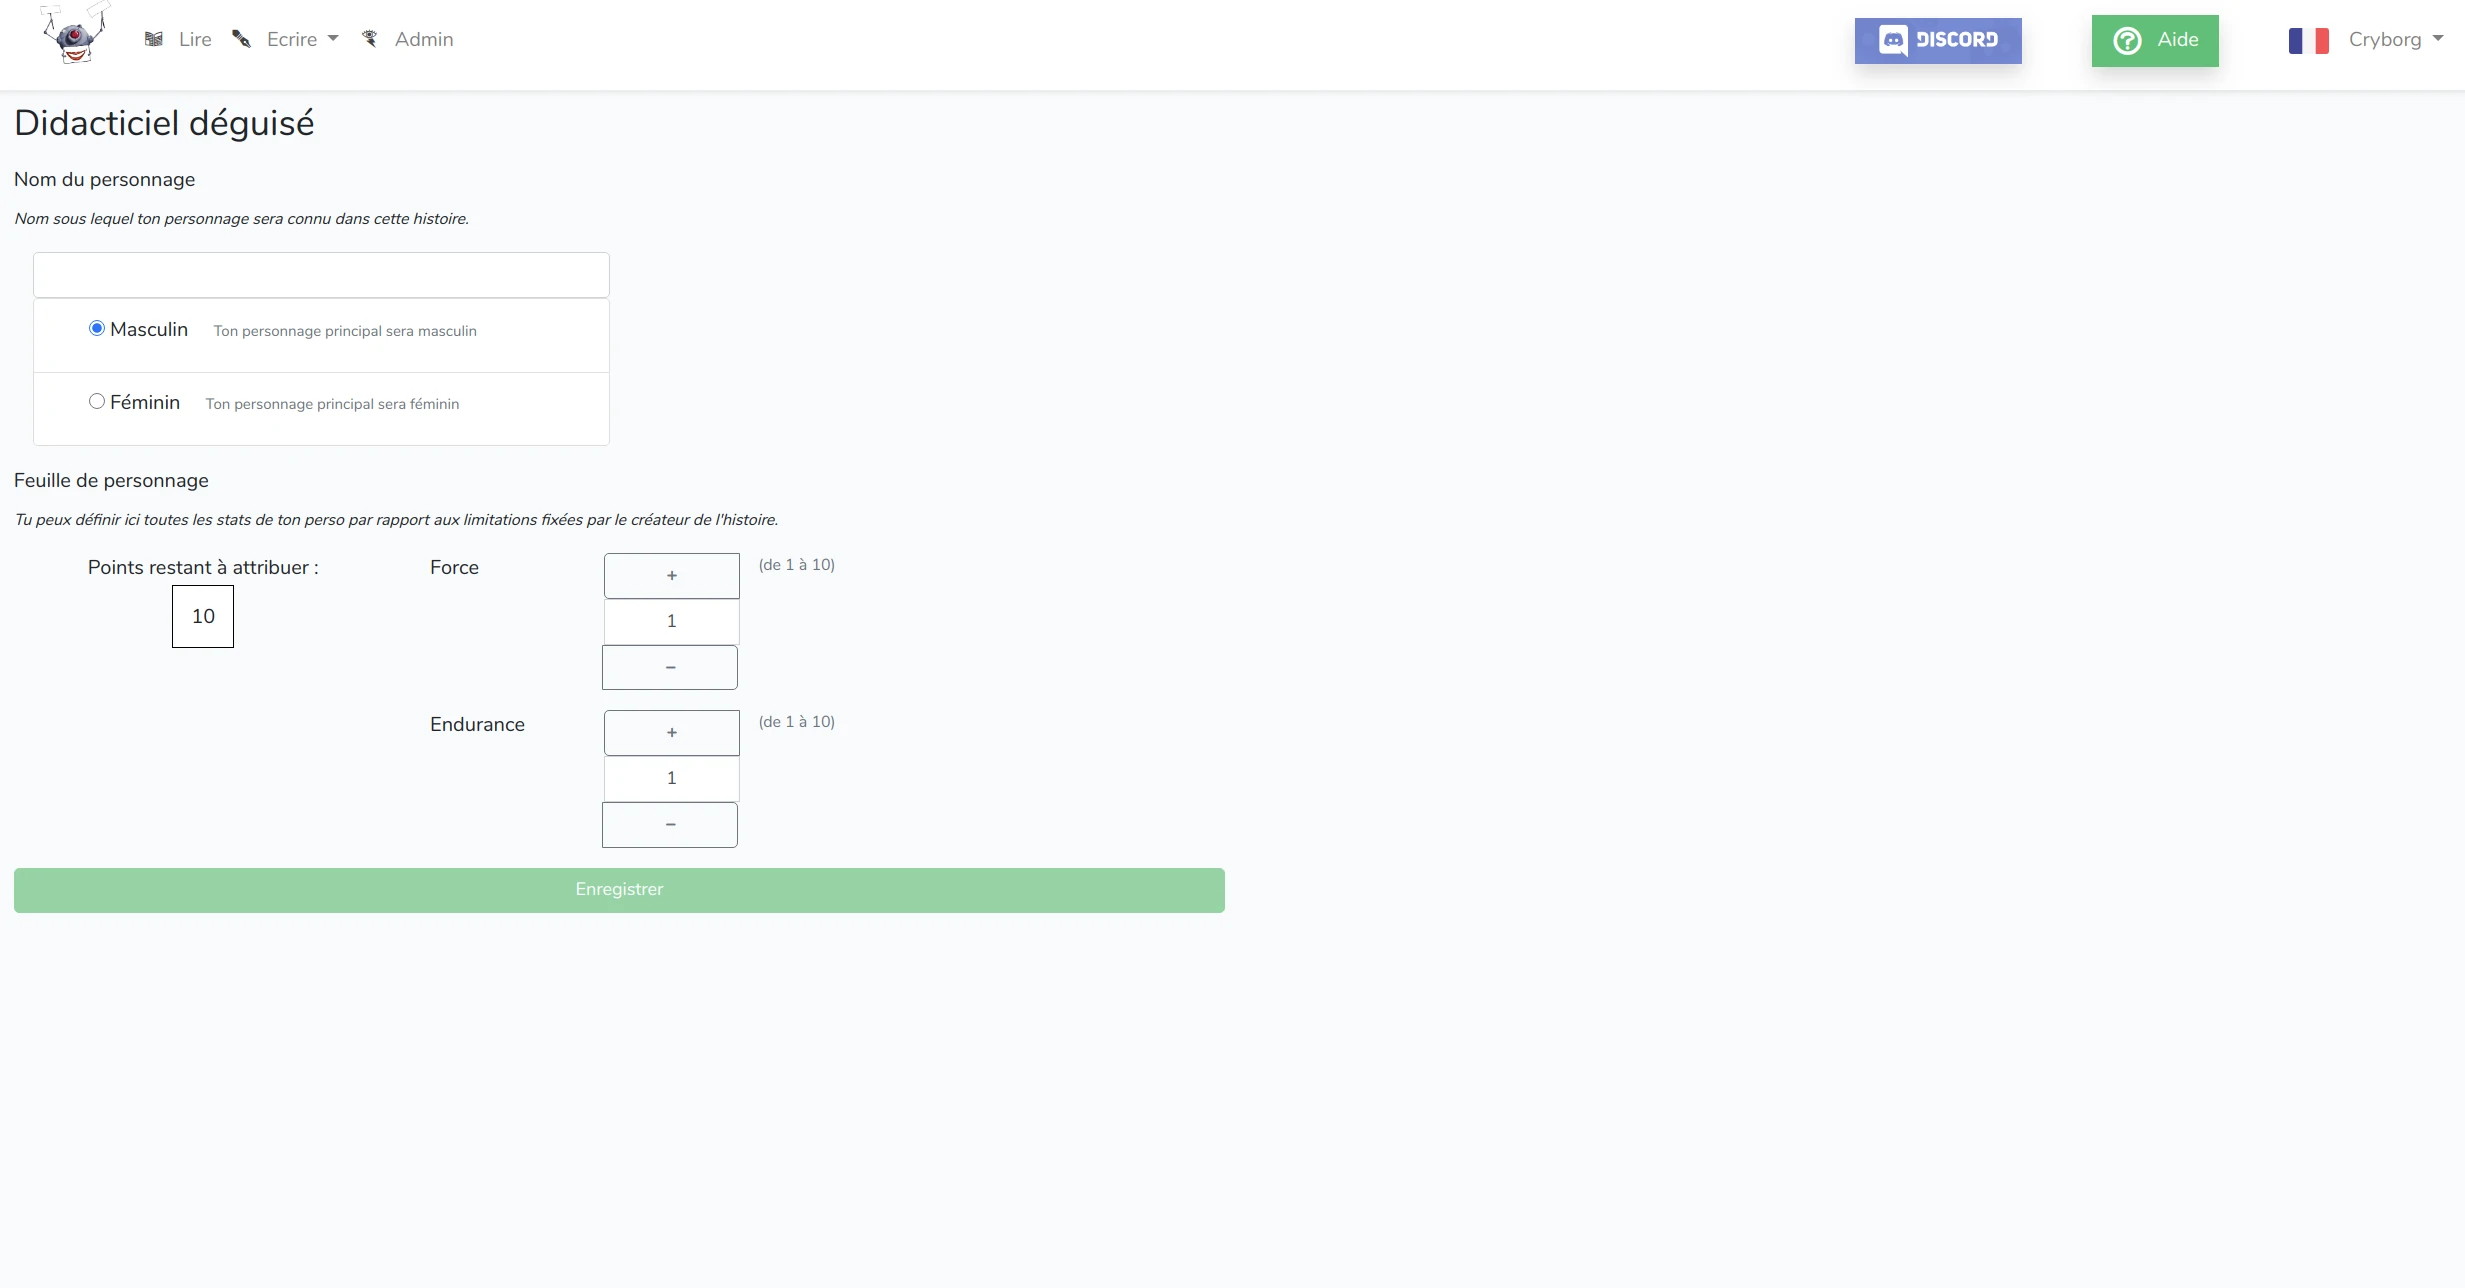 Lire Ecrire Admin DISCORD Aide Cryborg
Didacticiel déguisé
Nom du personnage
Nom sous lequel ton personnage sera connu dans cette histoire.
Masculin Ton personnage principal sera masculin
Féminin Ton personnage principal sera féminin
Feuille de personnage
Tu peux définir ici toutes les stats de ton perso par rapport aux limitations fixées par le créateur de l'histoire.
Points restant à attribuer :
10
Force
+
1
−
(de 1 à 10)
Endurance
+
1
−
(de 1 à 10)
Enregistrer